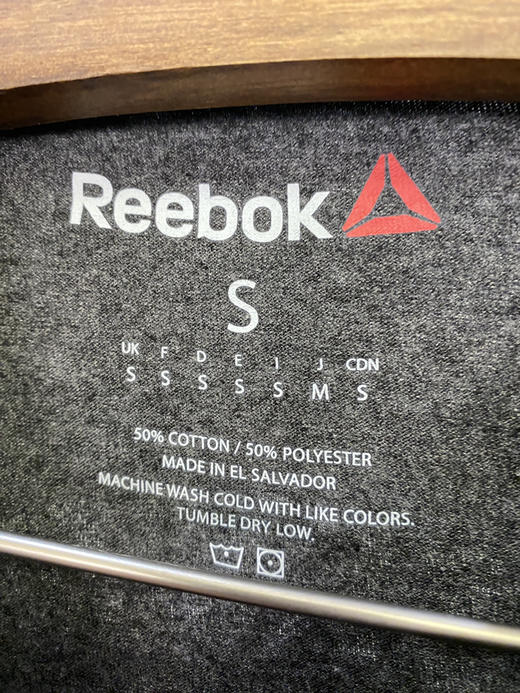 Reebok
S
UK F D E I J CDN
S S S S S M S
50% COTTON / 50% POLYESTER
MADE IN EL SALVADOR
MACHINE WASH COLD WITH LIKE COLORS.
TUMBLE DRY LOW.